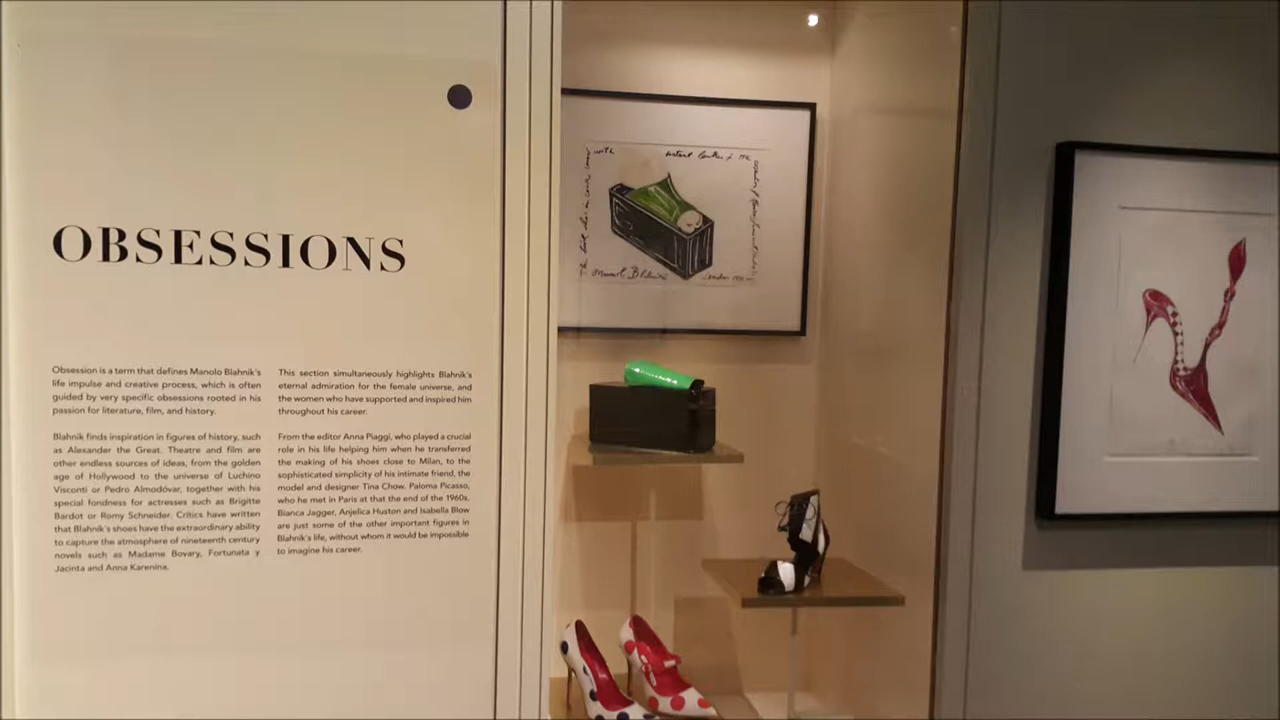 OBSESSIONS
Obsession is a term that defines Manolo Blahnik's
life impulse and creative process, which is often
guided by very specific obsessions rooted in his
passion for literature, film, and history.
Blahnik finds inspiration in figures of history, such
as Alexander the Great. Theatre and film are
other endless sources of ideas, from the golden
age of Hollywood to the universe of Luchino
Visconti or Pedro Almodóvar, together with his
special fondness for actresses such as Brigitte
Bardot or Romy Schneider. Critics have written
that Blahnik's shoes have the extraordinary ability
to capture the atmosphere of nineteenth century
novels such as Madame Bovary, Fortunata y
Jacinta and Anna Karenina.
This section simultaneously highlights Blahnik's
eternal admiration for the female universe, and
the women who have supported and inspired him
throughout his career.
From the editor Anna Piaggi, who played a crucial
role in his life helping him when he transferred
the making of his shoes close to Milan, to the
sophisticated simplicity of his intimate friend, the
model and designer Tina Chow. Paloma Picasso,
who he met in Paris at that the end of the 1960s,
Bianca Jagger, Anjelica Huston and Isabella Blow
are just some of the other important figures in
Blahnik's life, without whom it would be impossible
to imagine his career.
with
Manolo Blahnik
London